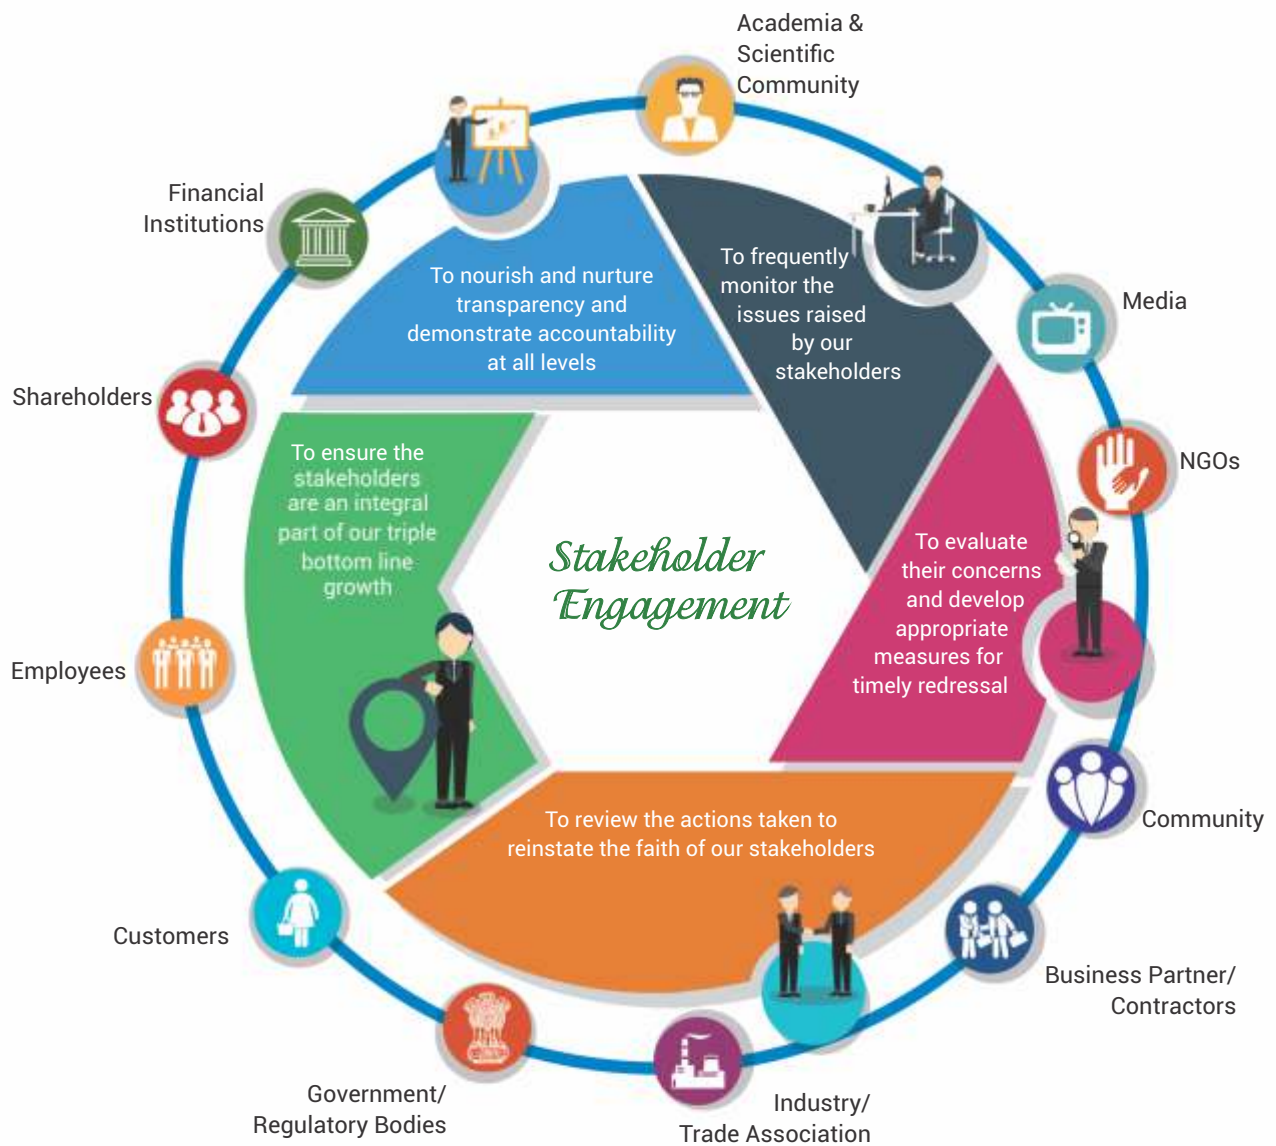 Academia &
Scientific
Community
Financial
Institutions
To nourish and nurture
transparency and
demonstrate accountability
at all levels
To frequently
monitor the
issues raised
by our
stakeholders
Media
Shareholders
NGOs
To ensure the
stakeholders
are an integral
part of our triple
bottom line
growth
Stakeholder
Engagement
To evaluate
their concerns
and develop
appropriate
measures for
timely redressal
Employees
Community
To review the actions taken to
reinstate the faith of our stakeholders
Customers
Business Partner/
Contractors
Government/
Regulatory Bodies
Industry/
Trade Association